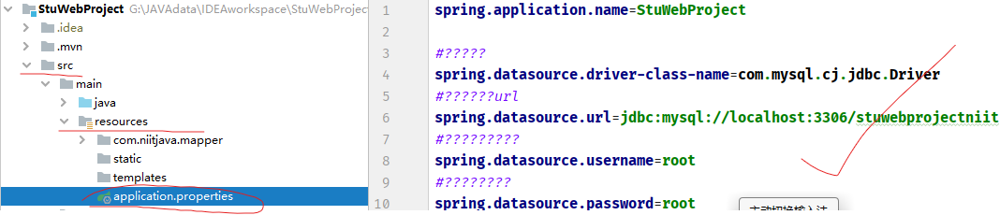 StuWebProject G:\JAVAdata\IDEAworkspace\StuWebProjec
.idea
.mvn
src
main
java
resources
com.niitjava.mapper
static
templates
application.properties
1 spring.application.name=StuWebProject
2
3 #?????
4 spring.datasource.driver-class-name=com.mysql.cj.jdbc.Driver
5 #??????url
6 spring.datasource.url=jdbc:mysql://localhost:3306/stuwebprojectniit
7 #?????????
8 spring.datasource.username=root
9 #????????
10 spring.datasource.password=root